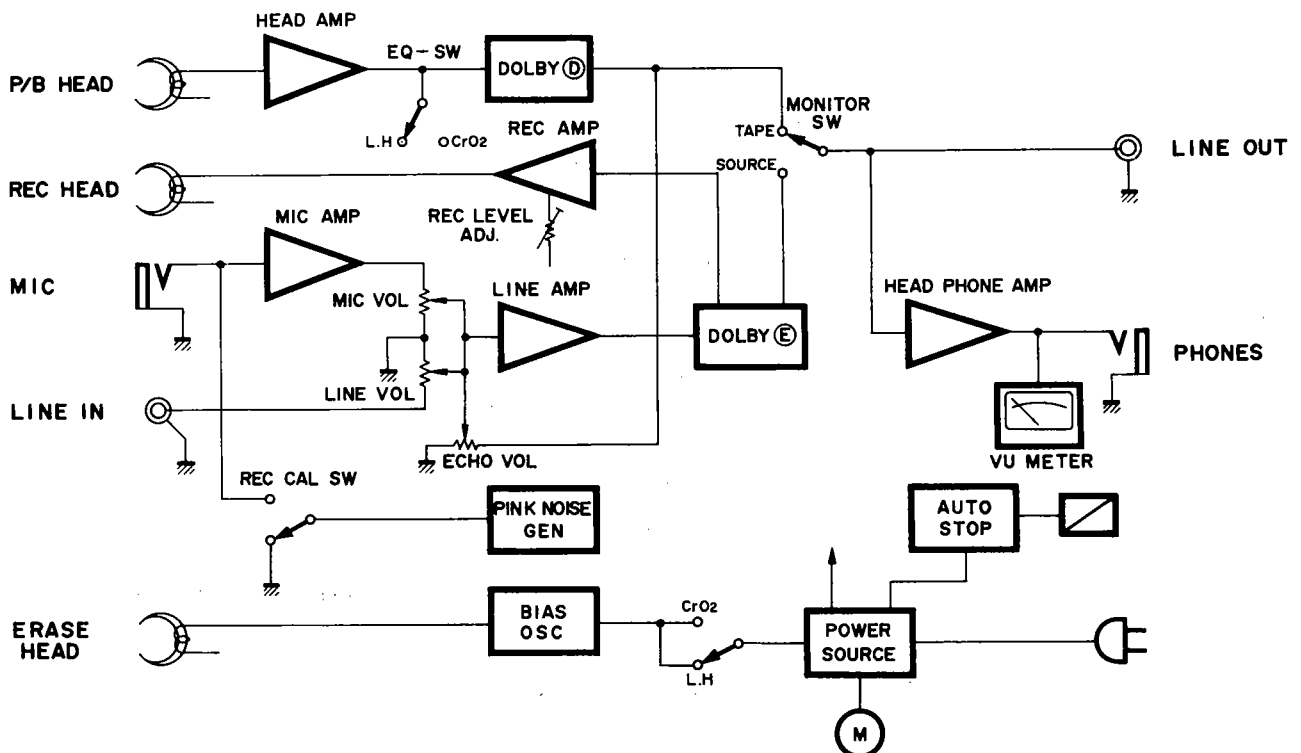 HEAD AMP
EQ-SW
P/B HEAD
DOLBY Ⓓ
MONITOR
SW
TAPE
L.H
CrO2
REC AMP
LINE OUT
SOURCE
REC HEAD
REC LEVEL
ADJ.
MIC AMP
MIC
MIC VOL
LINE AMP
HEAD PHONE AMP
DOLBY Ⓔ
PHONES
LINE VOL
LINE IN
ECHO VOL
VU METER
REC CAL SW
PINK NOISE
GEN
AUTO
STOP
ERASE
HEAD
BIAS
OSC
CrO2
L.H
POWER
SOURCE
M